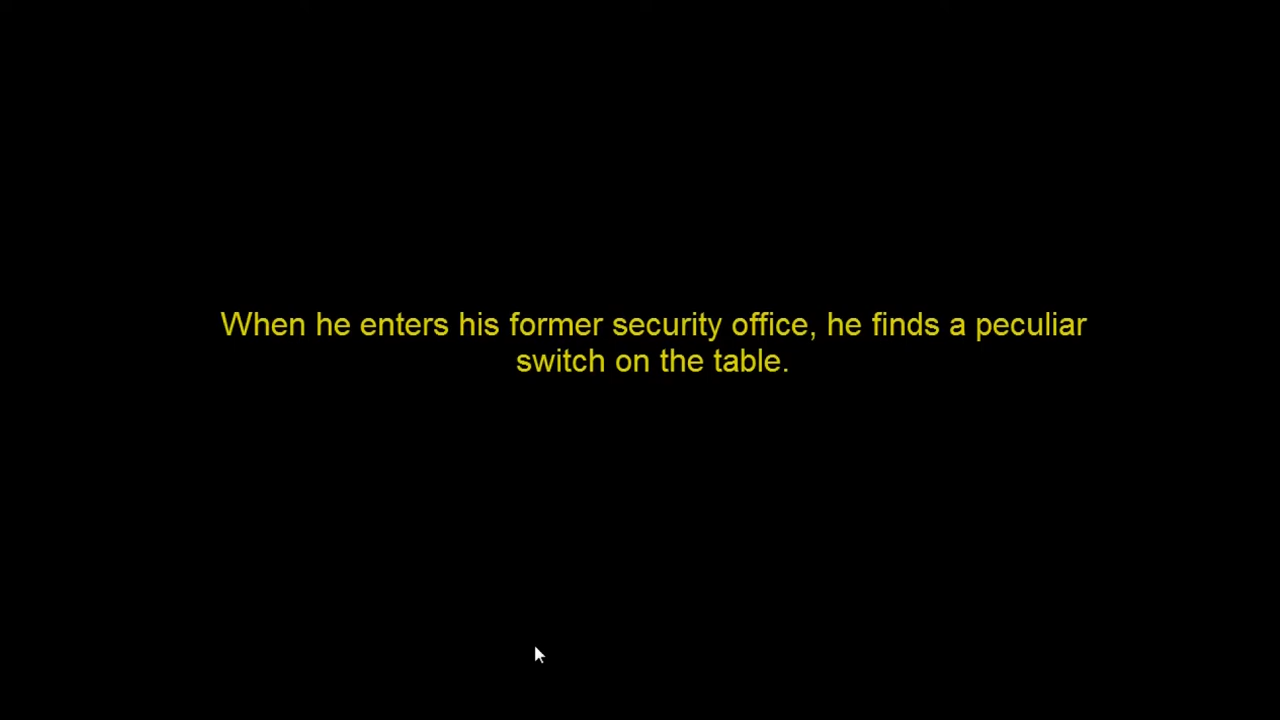 When he enters his former security office, he finds a peculiar
switch on the table.